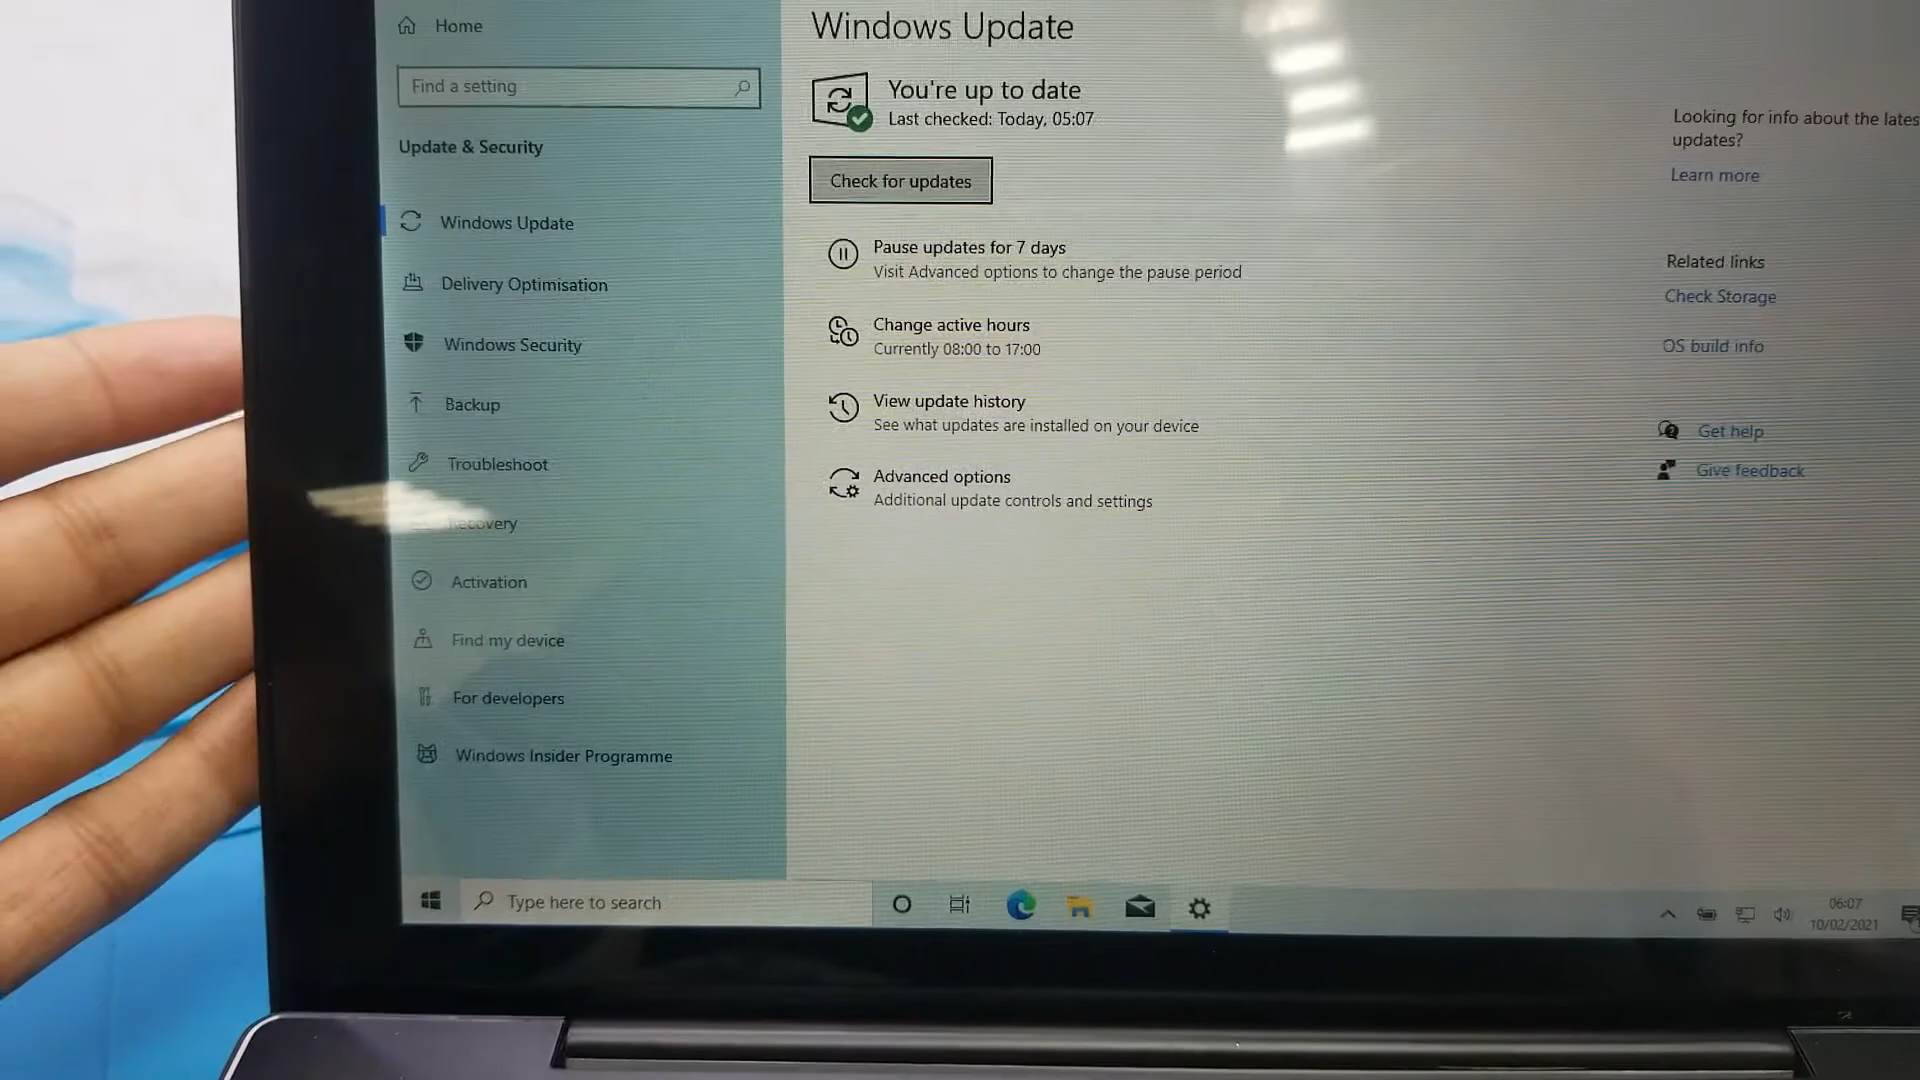 Home
Find a setting
Update & Security
Windows Update
Delivery Optimisation
Windows Security
Backup
Troubleshoot
Recovery
Activation
Find my device
For developers
Windows Insider Programme
Windows Update
You're up to date
Last checked: Today, 05:07
Check for updates
Pause updates for 7 days
Visit Advanced options to change the pause period
Change active hours
Currently 08:00 to 17:00
View update history
See what updates are installed on your device
Advanced options
Additional update controls and settings
Looking for info about the lates
updates?
Learn more
Related links
Check Storage
OS build info
Get help
Give feedback
Type here to search
06:07
10/02/2021